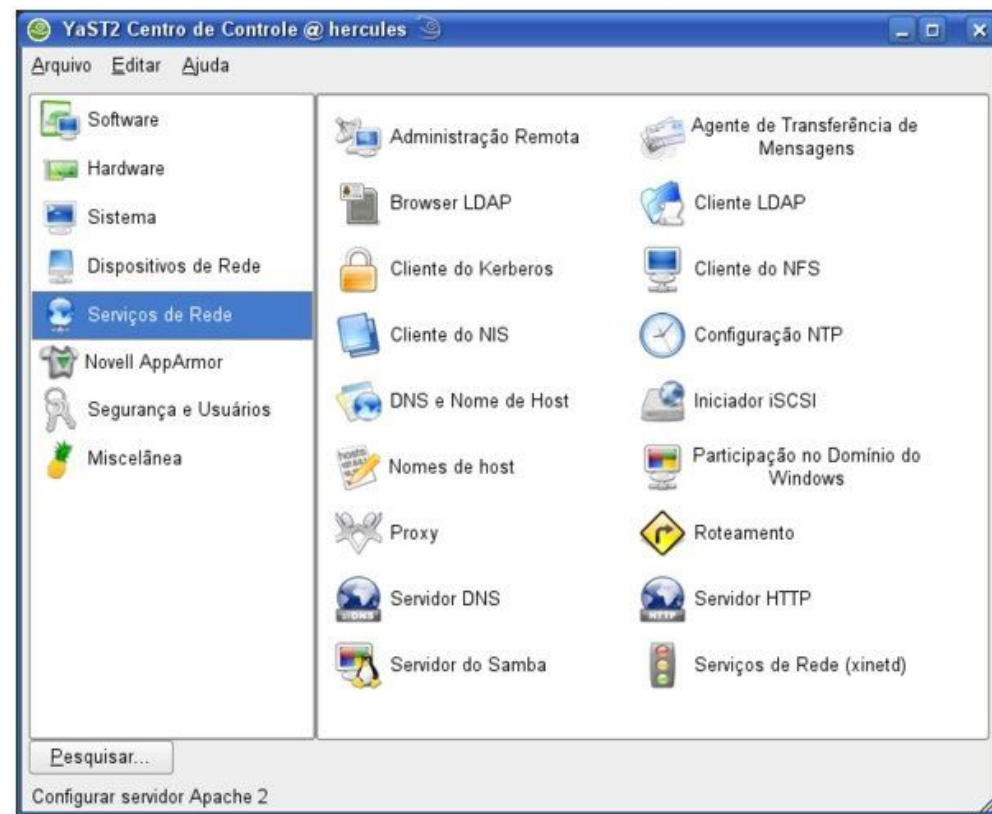 YaST2 Centro de Controle @ hercules
Arquivo Editar Ajuda
Software
Hardware
Sistema
Dispositivos de Rede
Serviços de Rede
Novell AppArmor
Segurança e Usuários
Miscelânea
Administração Remota
Agente de Transferência de
Mensagens
Browser LDAP
Cliente LDAP
Cliente do Kerberos
Cliente do NFS
Cliente do NIS
Configuração NTP
DNS e Nome de Host
Iniciador iSCSI
Nomes de host
Participação no Domínio do
Windows
Proxy
Roteamento
Servidor DNS
Servidor HTTP
Servidor do Samba
Serviços de Rede (xinetd)
Pesquisar...
Configurar servidor Apache 2